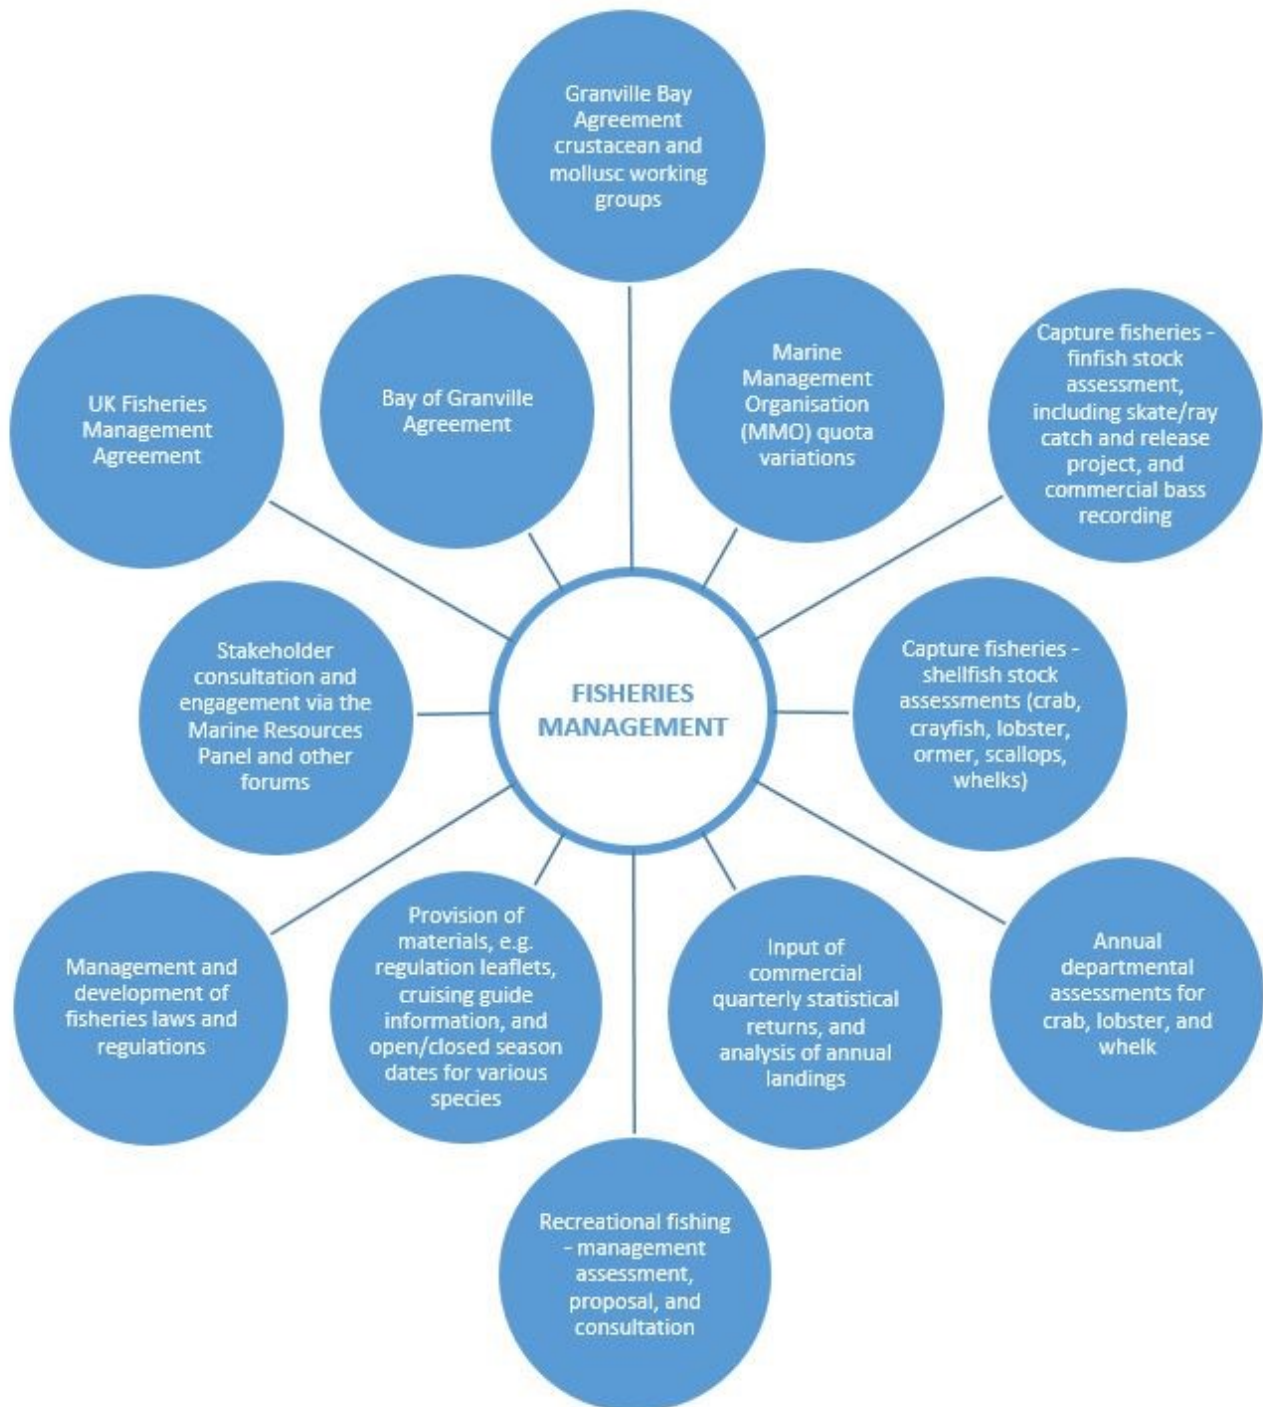 Granville Bay
Agreement
crustacean and
mollusc working
groups
Marine
Management
Organisation
(MMO) quota
variations
Capture fisheries -
finfish stock
assessment,
including skate/ray
catch and release
project, and
commercial bass
recording
Capture fisheries -
shellfish stock
assessments (crab,
crayfish, lobster,
ormer, scallops,
whelks)
Annual
departmental
assessments for
crab, lobster, and
whelk
Input of
commercial
quarterly statistical
returns, and
analysis of annual
landings
Recreational fishing
- management
assessment,
proposal, and
consultation
Provision of
materials, e.g.
regulation leaflets,
cruising guide
information, and
open/closed season
dates for various
species
Management and
development of
fisheries laws and
regulations
Stakeholder
consultation and
engagement via the
Marine Resources
Panel and other
forums
UK Fisheries
Management
Agreement
Bay of Granville
Agreement
FISHERIES
MANAGEMENT